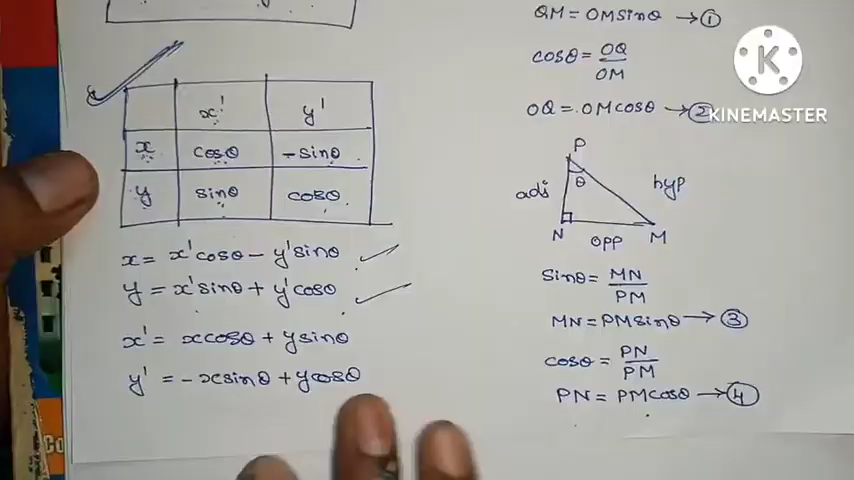 x' y'
x cosθ -sinθ
y sinθ cosθ
x = x'cosθ - y'sinθ
y = x'sinθ + y'cosθ
x' = xcosθ + ysinθ
y' = -xsinθ + ycosθ
QM = OMsinθ → 1
cosθ = OQ
OM
OQ = OMcosθ → 2
K
KINEMASTER
P
θ
adj hyp
N opp M
sinθ = MN
PM
MN = PMsinθ → 3
cosθ = PN
PM
PN = PMcosθ → 4